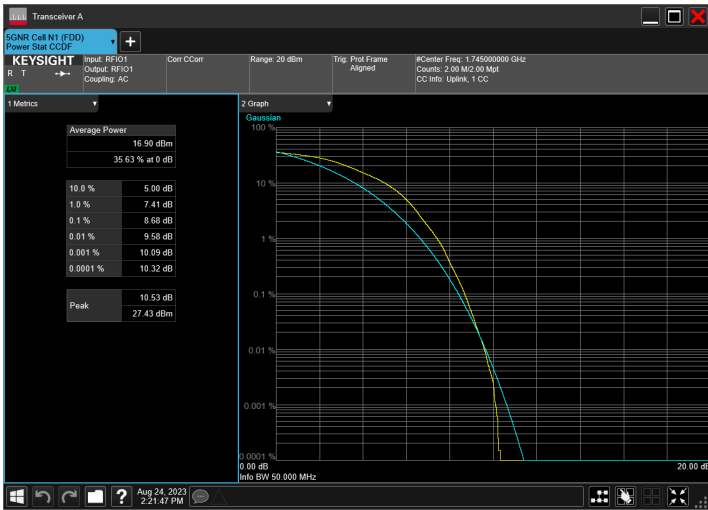 Transceiver A
5GNR Cell N1 (FDD)
Power Stat CCDF
KEYSIGHT
R T
LXI
Input: RFIO1
Output: RFIO1
Coupling: AC
Corr CCorr
Range: 20 dBm
Trig: Prot Frame
Aligned
#Center Freq: 1.745000000 GHz
Counts: 2.00 M/2.00 Mpt
CC Info: Uplink, 1 CC
1 Metrics
Average Power
16.90 dBm
35.63 % at 0 dB
10.0 % 5.00 dB
1.0 % 7.41 dB
0.1 % 8.68 dB
0.01 % 9.58 dB
0.001 % 10.09 dB
0.0001 % 10.32 dB
Peak
10.53 dB
27.43 dBm
2 Graph
Gaussian
100 %
10 %
1 %
0.1 %
0.01 %
0.001 %
0.0001 %
0.00 dB
20.00 dB
Info BW 50.000 MHz
?
Aug 24, 2023
2:21:47 PM